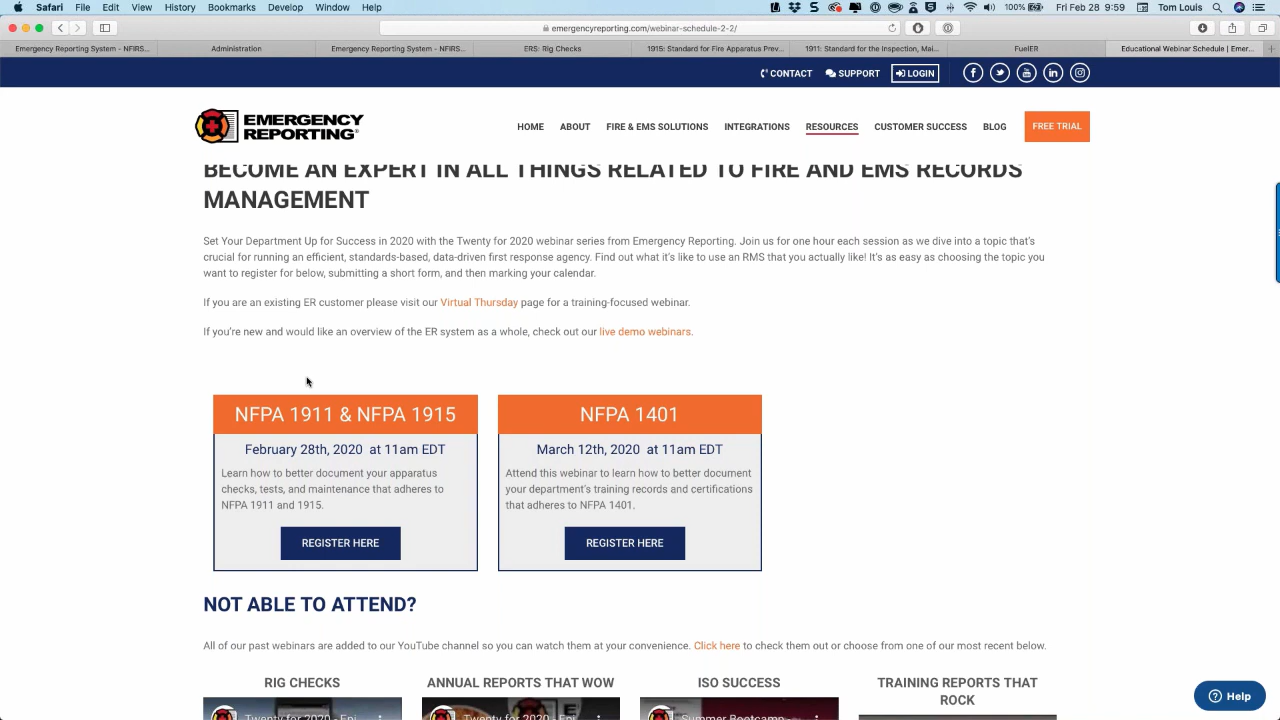 Safari File Edit View History Bookmarks Develop Window Help Tom Louis Fri Feb 28 9:59
emergencyreporting.com/webinar-schedule-2-2/
Emergency Reporting System - NFIRS... Administration Emergency Reporting System - NFIRS... ERS: Rig Checks 1915: Standard for Fire Apparatus Prev... 1911: Standard for the Inspection, Mai... FuelER Educational Webinar Schedule | Emer...
CONTACT SUPPORT LOGIN
EMERGENCY
REPORTING
HOME ABOUT FIRE & EMS SOLUTIONS INTEGRATIONS RESOURCES CUSTOMER SUCCESS BLOG FREE TRIAL
BECOME AN EXPERT IN ALL THINGS RELATED TO FIRE AND EMS RECORDS
MANAGEMENT
Set Your Department Up for Success in 2020 with the Twenty for 2020 webinar series from Emergency Reporting. Join us for one hour each session as we dive into a topic that's
crucial for running an efficient, standards-based, data-driven first response agency. Find out what it's like to use an RMS that you actually like! It's as easy as choosing the topic you
want to register for below, submitting a short form, and then marking your calendar.
If you are an existing ER customer please visit our Virtual Thursday page for a training-focused webinar.
If you're new and would like an overview of the ER system as a whole, check out our live demo webinars.
NFPA 1911 & NFPA 1915
February 28th, 2020 at 11am EDT
Learn how to better document your apparatus
checks, tests, and maintenance that adheres to
NFPA 1911 and 1915.
REGISTER HERE
NFPA 1401
March 12th, 2020 at 11am EDT
Attend this webinar to learn how to better document
your department's training records and certifications
that adheres to NFPA 1401.
REGISTER HERE
NOT ABLE TO ATTEND?
All of our past webinars are added to our YouTube channel so you can watch them at your convenience. Click here to check them out or choose from one of our most recent below.
RIG CHECKS
Twenty for 2020 - Epi...
ANNUAL REPORTS THAT WOW
Twenty for 2020 - Epi...
ISO SUCCESS
Summer Bootcamp -
TRAINING REPORTS THAT
ROCK
Help